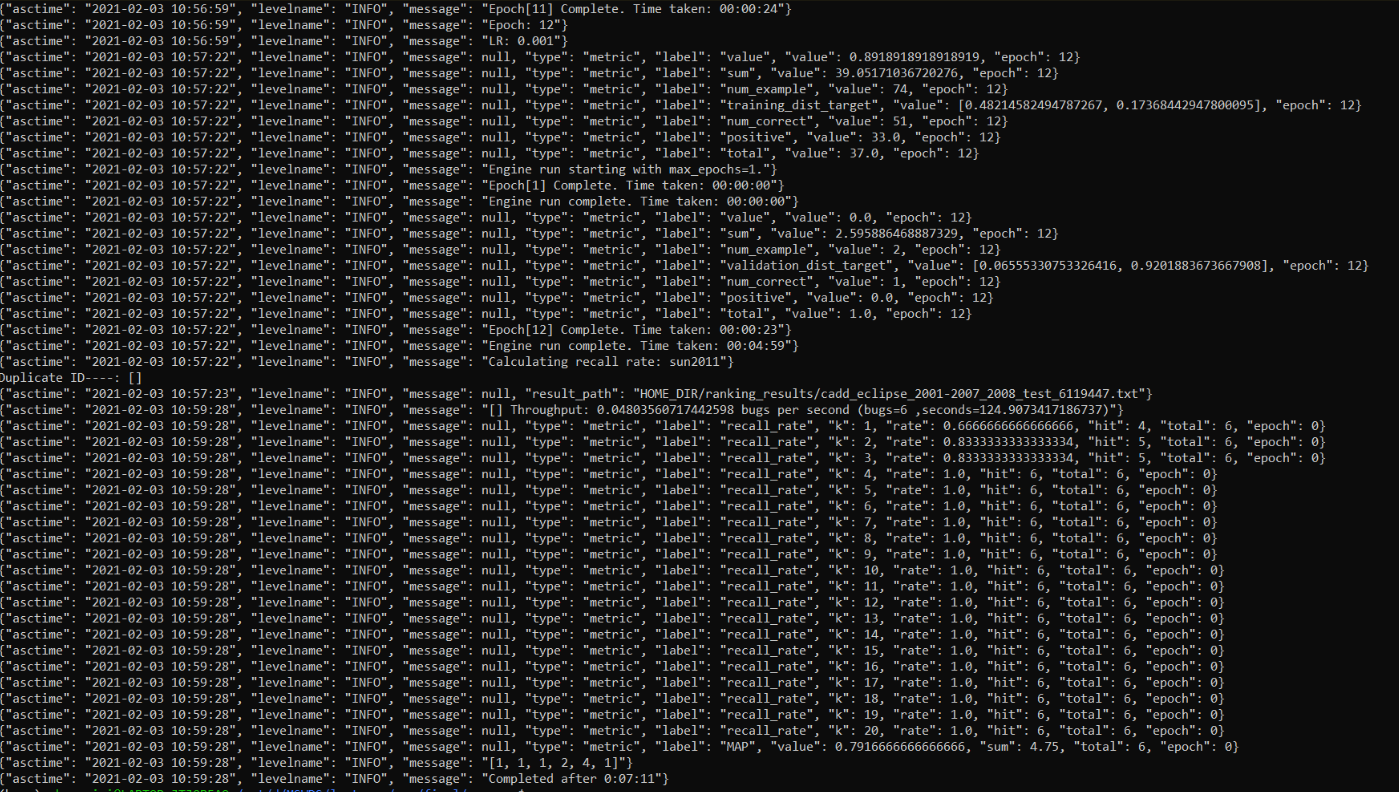 {"asctime": "2021-02-03 10:56:59", "levelname": "INFO", "message": "Epoch[11] Complete. Time taken: 00:00:24"}
{"asctime": "2021-02-03 10:56:59", "levelname": "INFO", "message": "Epoch: 12"}
{"asctime": "2021-02-03 10:56:59", "levelname": "INFO", "message": "LR: 0.001"}
{"asctime": "2021-02-03 10:57:22", "levelname": "INFO", "message": null, "type": "metric", "label": "value", "value": 0.8918918918918919, "epoch": 12}
{"asctime": "2021-02-03 10:57:22", "levelname": "INFO", "message": null, "type": "metric", "label": "sum", "value": 39.05171036720276, "epoch": 12}
{"asctime": "2021-02-03 10:57:22", "levelname": "INFO", "message": null, "type": "metric", "label": "num_example", "value": 74, "epoch": 12}
{"asctime": "2021-02-03 10:57:22", "levelname": "INFO", "message": null, "type": "metric", "label": "training_dist_target", "value": [0.48214582494787267, 0.17368442947800095], "epoch": 12}
{"asctime": "2021-02-03 10:57:22", "levelname": "INFO", "message": null, "type": "metric", "label": "num_correct", "value": 51, "epoch": 12}
{"asctime": "2021-02-03 10:57:22", "levelname": "INFO", "message": null, "type": "metric", "label": "positive", "value": 33.0, "epoch": 12}
{"asctime": "2021-02-03 10:57:22", "levelname": "INFO", "message": null, "type": "metric", "label": "total", "value": 37.0, "epoch": 12}
{"asctime": "2021-02-03 10:57:22", "levelname": "INFO", "message": "Engine run starting with max_epochs=1."}
{"asctime": "2021-02-03 10:57:22", "levelname": "INFO", "message": "Epoch[1] Complete. Time taken: 00:00:00"}
{"asctime": "2021-02-03 10:57:22", "levelname": "INFO", "message": "Engine run complete. Time taken: 00:00:00"}
{"asctime": "2021-02-03 10:57:22", "levelname": "INFO", "message": null, "type": "metric", "label": "value", "value": 0.0, "epoch": 12}
{"asctime": "2021-02-03 10:57:22", "levelname": "INFO", "message": null, "type": "metric", "label": "sum", "value": 2.595886468887329, "epoch": 12}
{"asctime": "2021-02-03 10:57:22", "levelname": "INFO", "message": null, "type": "metric", "label": "num_example", "value": 2, "epoch": 12}
{"asctime": "2021-02-03 10:57:22", "levelname": "INFO", "message": null, "type": "metric", "label": "validation_dist_target", "value": [0.06555330753326416, 0.9201883673667908], "epoch": 12}
{"asctime": "2021-02-03 10:57:22", "levelname": "INFO", "message": null, "type": "metric", "label": "num_correct", "value": 1, "epoch": 12}
{"asctime": "2021-02-03 10:57:22", "levelname": "INFO", "message": null, "type": "metric", "label": "positive", "value": 0.0, "epoch": 12}
{"asctime": "2021-02-03 10:57:22", "levelname": "INFO", "message": null, "type": "metric", "label": "total", "value": 1.0, "epoch": 12}
{"asctime": "2021-02-03 10:57:22", "levelname": "INFO", "message": "Epoch[12] Complete. Time taken: 00:00:23"}
{"asctime": "2021-02-03 10:57:22", "levelname": "INFO", "message": "Engine run complete. Time taken: 00:04:59"}
{"asctime": "2021-02-03 10:57:22", "levelname": "INFO", "message": "Calculating recall rate: sun2011"}
Duplicate ID----: []
{"asctime": "2021-02-03 10:57:23", "levelname": "INFO", "message": null, "result_path": "HOME_DIR/ranking_results/cadd_eclipse_2001-2007_2008_test_6119447.txt"}
{"asctime": "2021-02-03 10:59:28", "levelname": "INFO", "message": "[] Throughput: 0.04803560717442598 bugs per second (bugs=6 ,seconds=124.9073417186737)"}
{"asctime": "2021-02-03 10:59:28", "levelname": "INFO", "message": null, "type": "metric", "label": "recall_rate", "k": 1, "rate": 0.6666666666666666, "hit": 4, "total": 6, "epoch": 0}
{"asctime": "2021-02-03 10:59:28", "levelname": "INFO", "message": null, "type": "metric", "label": "recall_rate", "k": 2, "rate": 0.8333333333333334, "hit": 5, "total": 6, "epoch": 0}
{"asctime": "2021-02-03 10:59:28", "levelname": "INFO", "message": null, "type": "metric", "label": "recall_rate", "k": 3, "rate": 0.8333333333333334, "hit": 5, "total": 6, "epoch": 0}
{"asctime": "2021-02-03 10:59:28", "levelname": "INFO", "message": null, "type": "metric", "label": "recall_rate", "k": 4, "rate": 1.0, "hit": 6, "total": 6, "epoch": 0}
{"asctime": "2021-02-03 10:59:28", "levelname": "INFO", "message": null, "type": "metric", "label": "recall_rate", "k": 5, "rate": 1.0, "hit": 6, "total": 6, "epoch": 0}
{"asctime": "2021-02-03 10:59:28", "levelname": "INFO", "message": null, "type": "metric", "label": "recall_rate", "k": 6, "rate": 1.0, "hit": 6, "total": 6, "epoch": 0}
{"asctime": "2021-02-03 10:59:28", "levelname": "INFO", "message": null, "type": "metric", "label": "recall_rate", "k": 7, "rate": 1.0, "hit": 6, "total": 6, "epoch": 0}
{"asctime": "2021-02-03 10:59:28", "levelname": "INFO", "message": null, "type": "metric", "label": "recall_rate", "k": 8, "rate": 1.0, "hit": 6, "total": 6, "epoch": 0}
{"asctime": "2021-02-03 10:59:28", "levelname": "INFO", "message": null, "type": "metric", "label": "recall_rate", "k": 9, "rate": 1.0, "hit": 6, "total": 6, "epoch": 0}
{"asctime": "2021-02-03 10:59:28", "levelname": "INFO", "message": null, "type": "metric", "label": "recall_rate", "k": 10, "rate": 1.0, "hit": 6, "total": 6, "epoch": 0}
{"asctime": "2021-02-03 10:59:28", "levelname": "INFO", "message": null, "type": "metric", "label": "recall_rate", "k": 11, "rate": 1.0, "hit": 6, "total": 6, "epoch": 0}
{"asctime": "2021-02-03 10:59:28", "levelname": "INFO", "message": null, "type": "metric", "label": "recall_rate", "k": 12, "rate": 1.0, "hit": 6, "total": 6, "epoch": 0}
{"asctime": "2021-02-03 10:59:28", "levelname": "INFO", "message": null, "type": "metric", "label": "recall_rate", "k": 13, "rate": 1.0, "hit": 6, "total": 6, "epoch": 0}
{"asctime": "2021-02-03 10:59:28", "levelname": "INFO", "message": null, "type": "metric", "label": "recall_rate", "k": 14, "rate": 1.0, "hit": 6, "total": 6, "epoch": 0}
{"asctime": "2021-02-03 10:59:28", "levelname": "INFO", "message": null, "type": "metric", "label": "recall_rate", "k": 15, "rate": 1.0, "hit": 6, "total": 6, "epoch": 0}
{"asctime": "2021-02-03 10:59:28", "levelname": "INFO", "message": null, "type": "metric", "label": "recall_rate", "k": 16, "rate": 1.0, "hit": 6, "total": 6, "epoch": 0}
{"asctime": "2021-02-03 10:59:28", "levelname": "INFO", "message": null, "type": "metric", "label": "recall_rate", "k": 17, "rate": 1.0, "hit": 6, "total": 6, "epoch": 0}
{"asctime": "2021-02-03 10:59:28", "levelname": "INFO", "message": null, "type": "metric", "label": "recall_rate", "k": 18, "rate": 1.0, "hit": 6, "total": 6, "epoch": 0}
{"asctime": "2021-02-03 10:59:28", "levelname": "INFO", "message": null, "type": "metric", "label": "recall_rate", "k": 19, "rate": 1.0, "hit": 6, "total": 6, "epoch": 0}
{"asctime": "2021-02-03 10:59:28", "levelname": "INFO", "message": null, "type": "metric", "label": "recall_rate", "k": 20, "rate": 1.0, "hit": 6, "total": 6, "epoch": 0}
{"asctime": "2021-02-03 10:59:28", "levelname": "INFO", "message": null, "type": "metric", "label": "MAP", "value": 0.7916666666666666, "sum": 4.75, "total": 6, "epoch": 0}
{"asctime": "2021-02-03 10:59:28", "levelname": "INFO", "message": "[1, 1, 1, 2, 4, 1]"}
{"asctime": "2021-02-03 10:59:28", "levelname": "INFO", "message": "Completed after 0:07:11"}